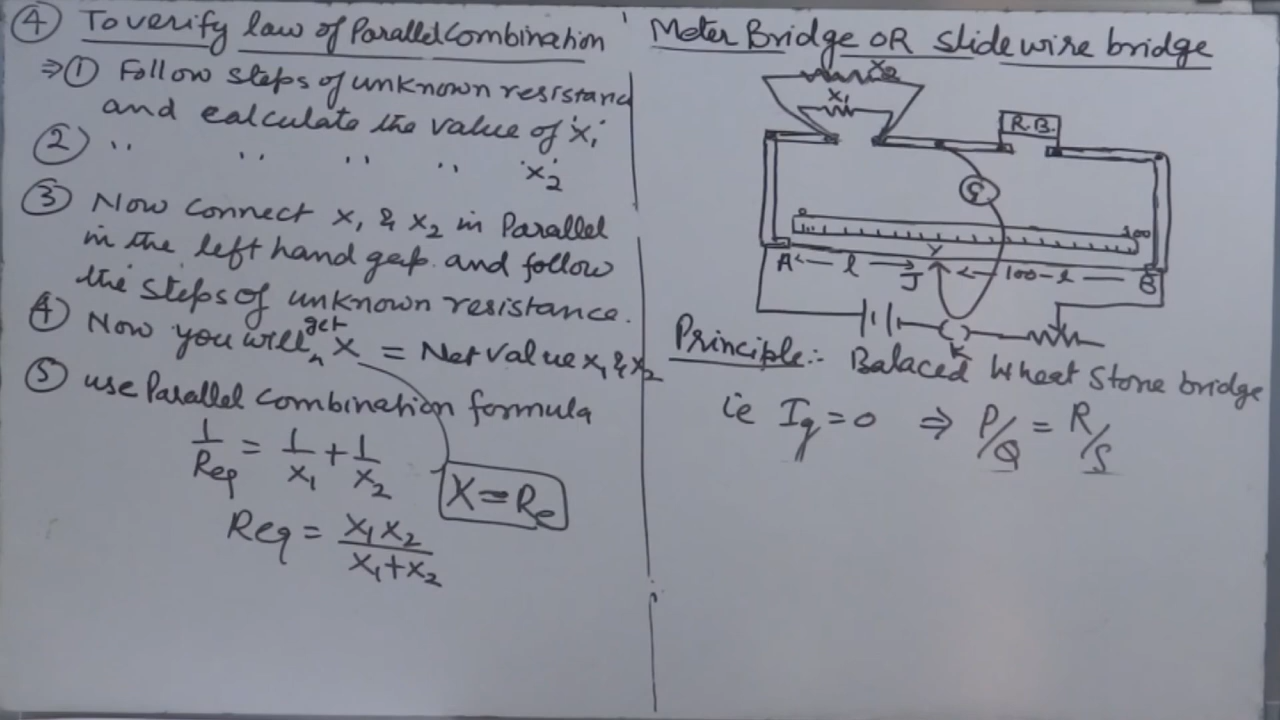 ④ To verify law of Parallel Combination
⇒① Follow steps of unknown resistanc
and calculate the value of 'x₁'
② ,, ,, ,, ,, 'x₂'
③ Now connect x₁ & x₂ in Parallel
in the left hand gap. and follow
the steps of unknown resistance.
④ Now you will get X = Net value x₁ & x₂
⑤ use Parallel combination formula
1/Req = 1/x₁ + 1/x₂
X = Re
Req = x₁x₂/x₁+x₂
Meter Bridge OR slide wire bridge
x₂
x₁
R.B.
G
0 100
A ← l → J Y ← 100-l — B
K
Principle:- Balaced Wheat Stone bridge
ie Ig = 0 ⇒ P/Q = R/S